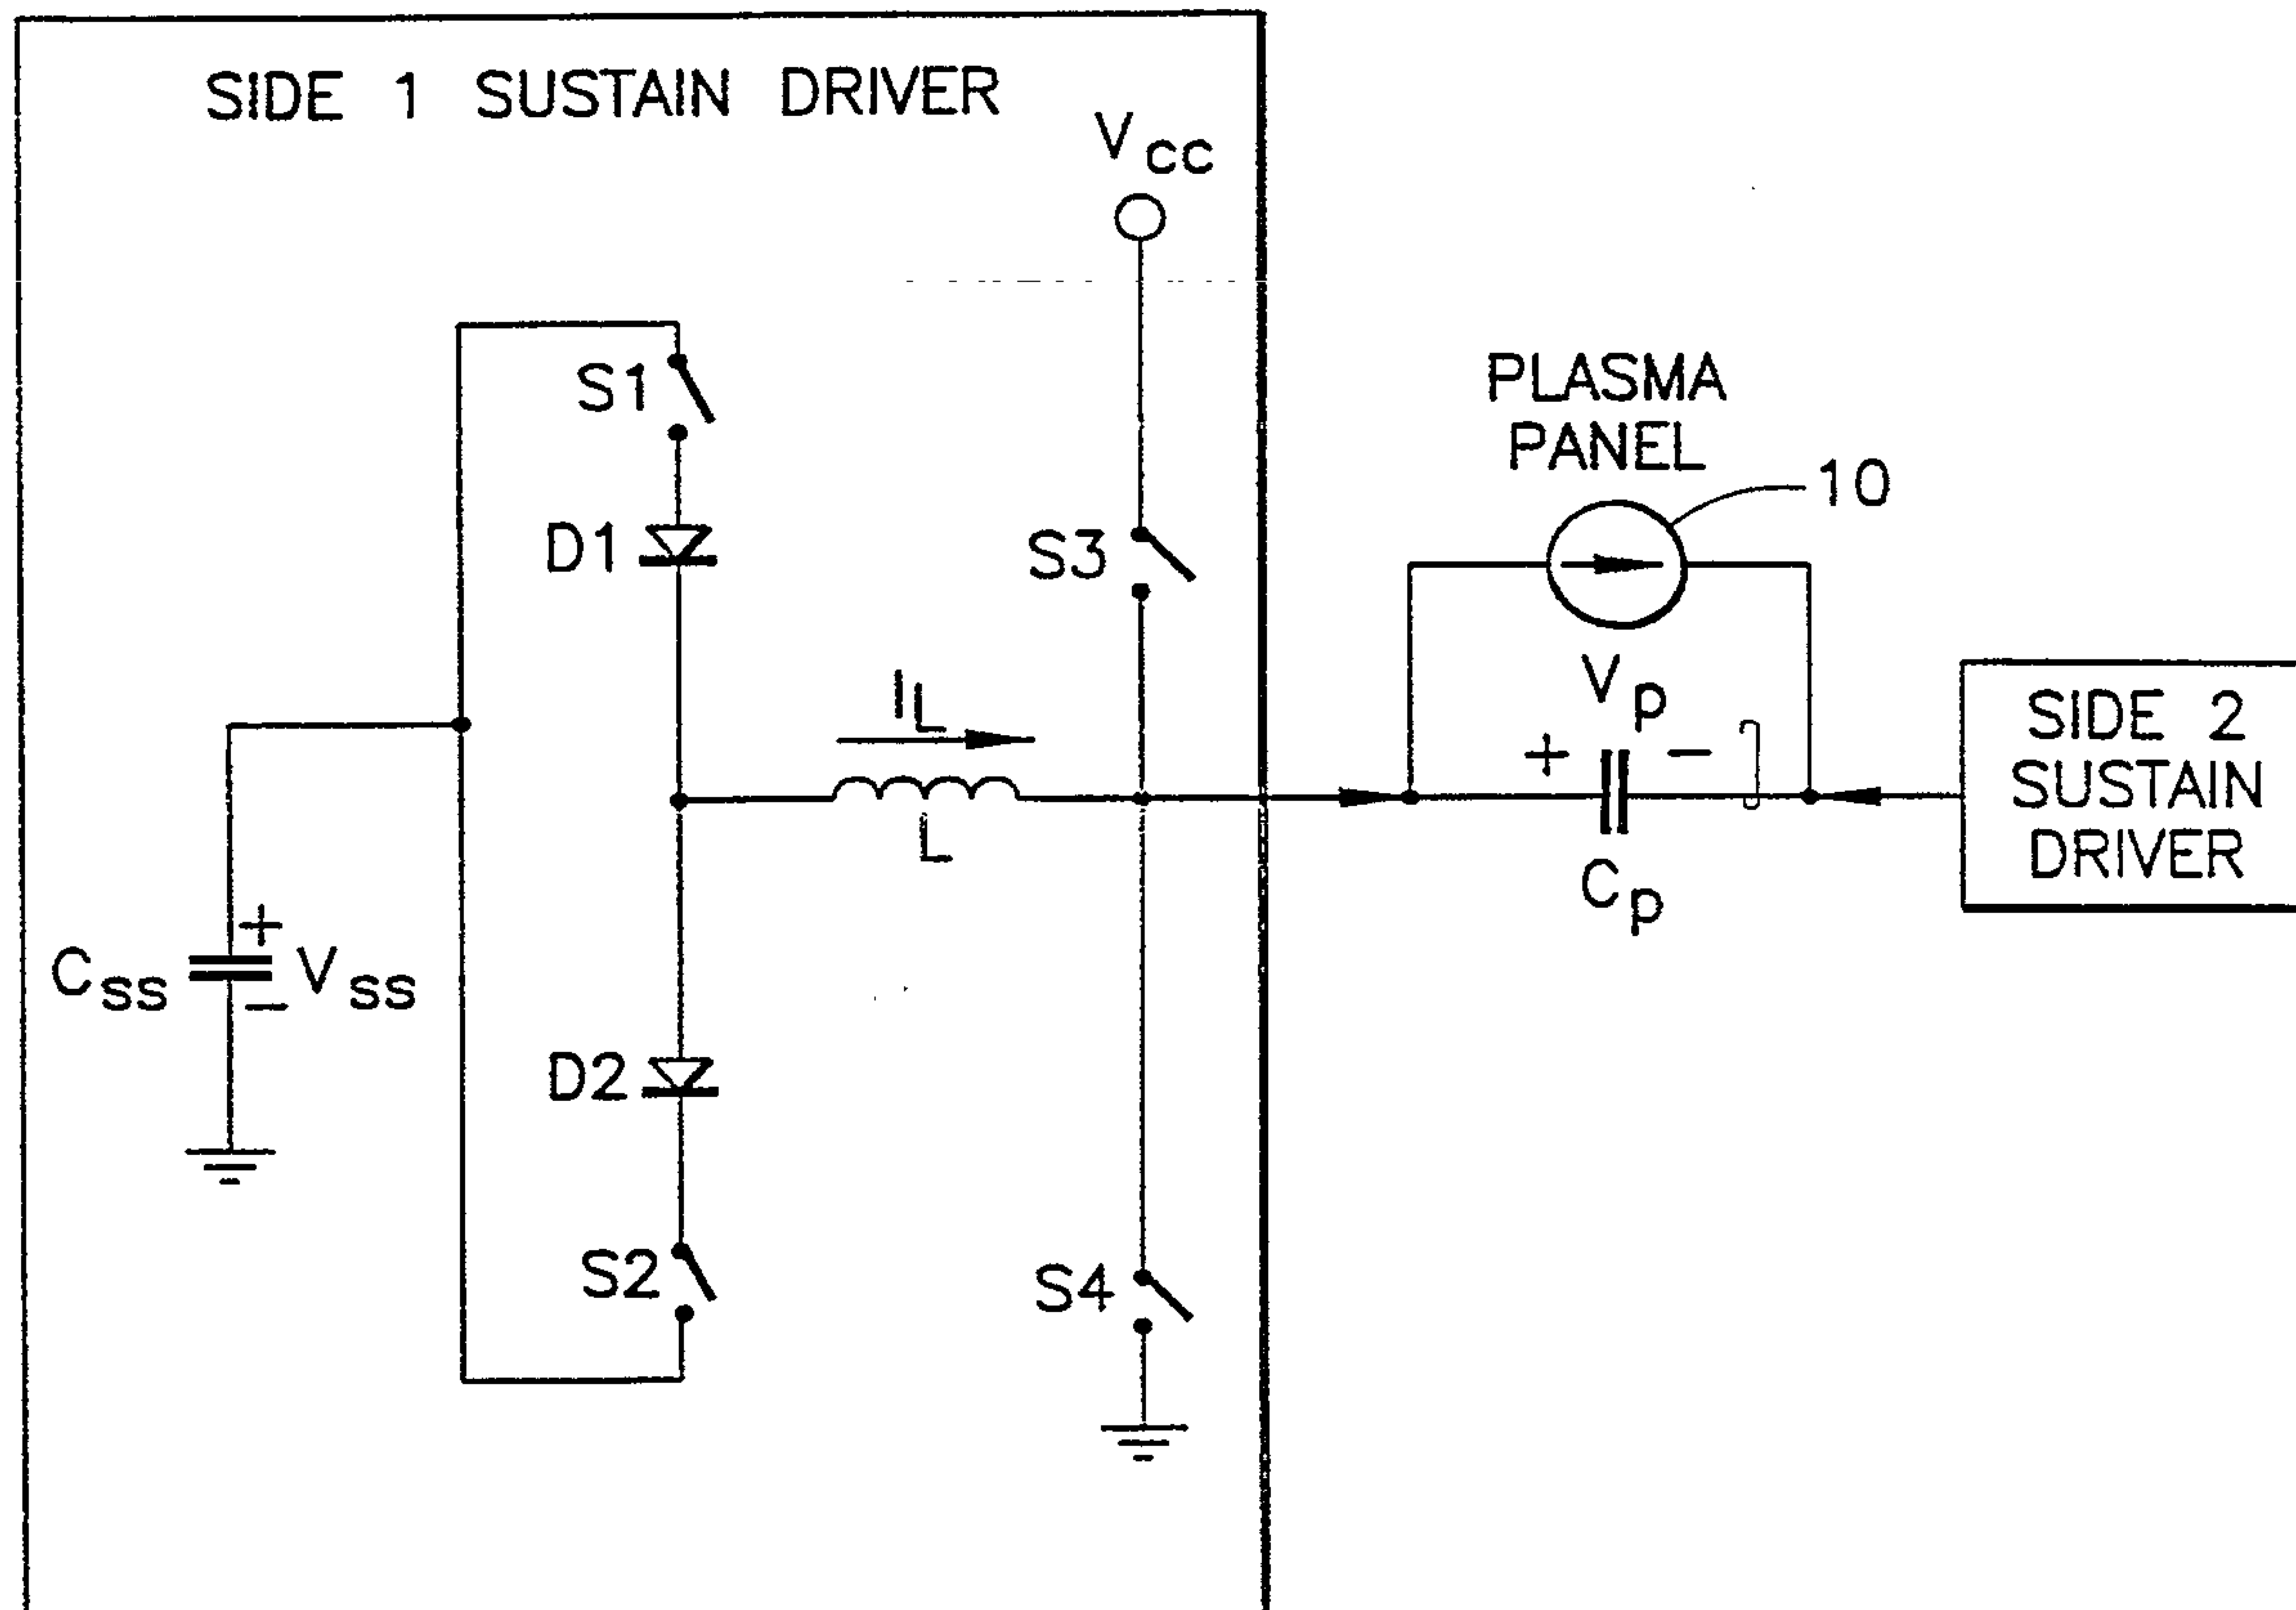 SIDE 1 SUSTAIN DRIVER
Vcc
S1
D1
S3
PLASMA
PANEL
10
IL
L
Vp
+
-
Cp
SIDE 2
SUSTAIN
DRIVER
Css
+
-
Vss
D2
S2
S4